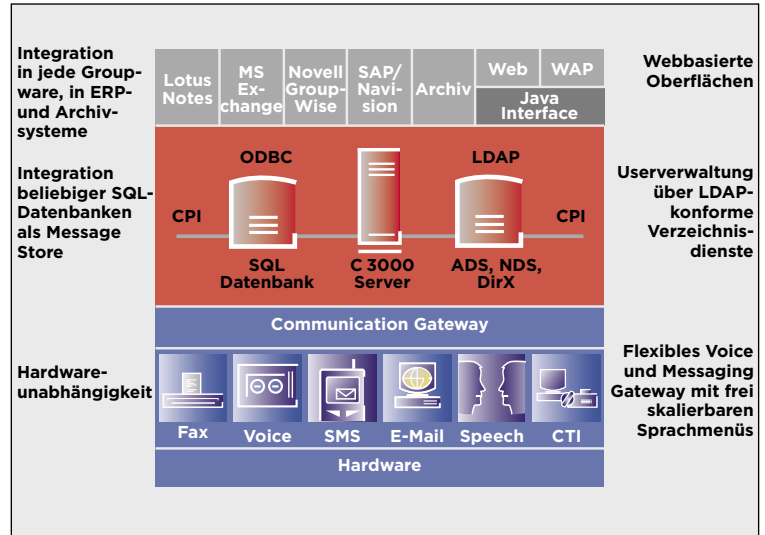 Integration
in jede Group-
ware, in ERP-
und Archiv-
systeme
Lotus
Notes
MS
Ex-
change
Novell
Group-
Wise
SAP/
Navi-
sion
Archiv
Web
WAP
Java
Interface
Webbasierte
Oberflächen
Integration
beliebiger SQL-
Datenbanken
als Message
Store
CPI
ODBC
SQL
Datenbank
C 3000
Server
LDAP
ADS, NDS,
DirX
CPI
Userverwaltung
über LDAP-
konforme
Verzeichnis-
dienste
Communication Gateway
Hardware-
unabhängigkeit
Fax
Voice
SMS
E-Mail
Speech
CTI
Hardware
Flexibles Voice
und Messaging
Gateway mit frei
skalierbaren
Sprachmenüs